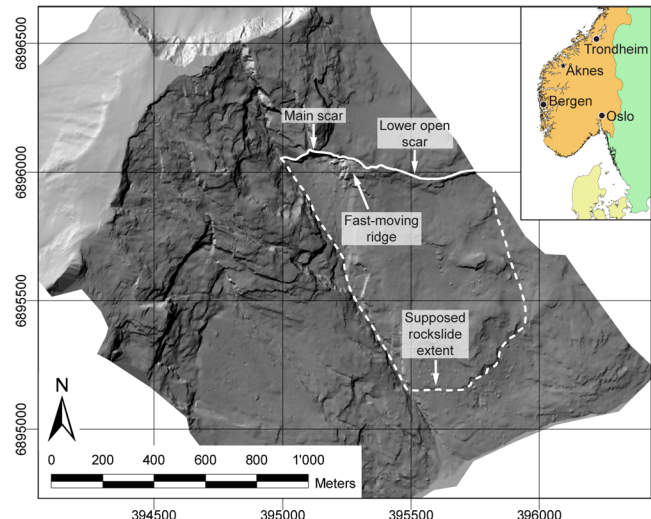 6896500
6896000
6895500
6895000
Main scar
Lower open
scar
Fast-moving
ridge
Supposed
rockslide
extent
N
0 200 400 600 800 1'000
Meters
394500 395000 395500 396000
Trondheim
Åknes
Bergen
Oslo